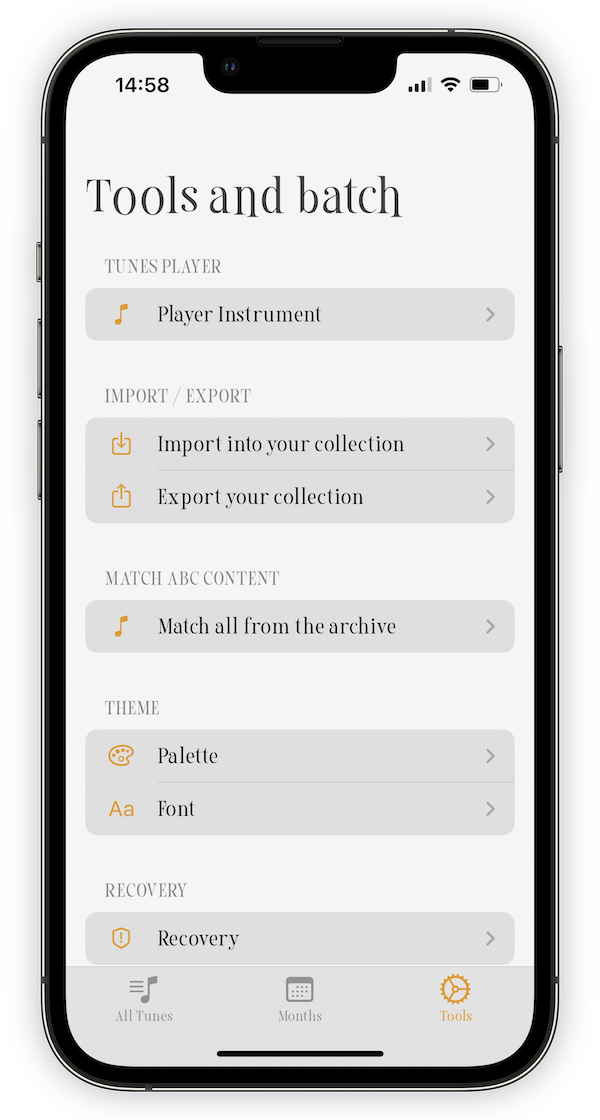 14:58
Tools and batch
TUNES PLAYER
Player Instrument
IMPORT / EXPORT
Import into your collection
Export your collection
MATCH ABC CONTENT
Match all from the archive
THEME
Palette
Aa Font
RECOVERY
Recovery
All Tunes Months Tools